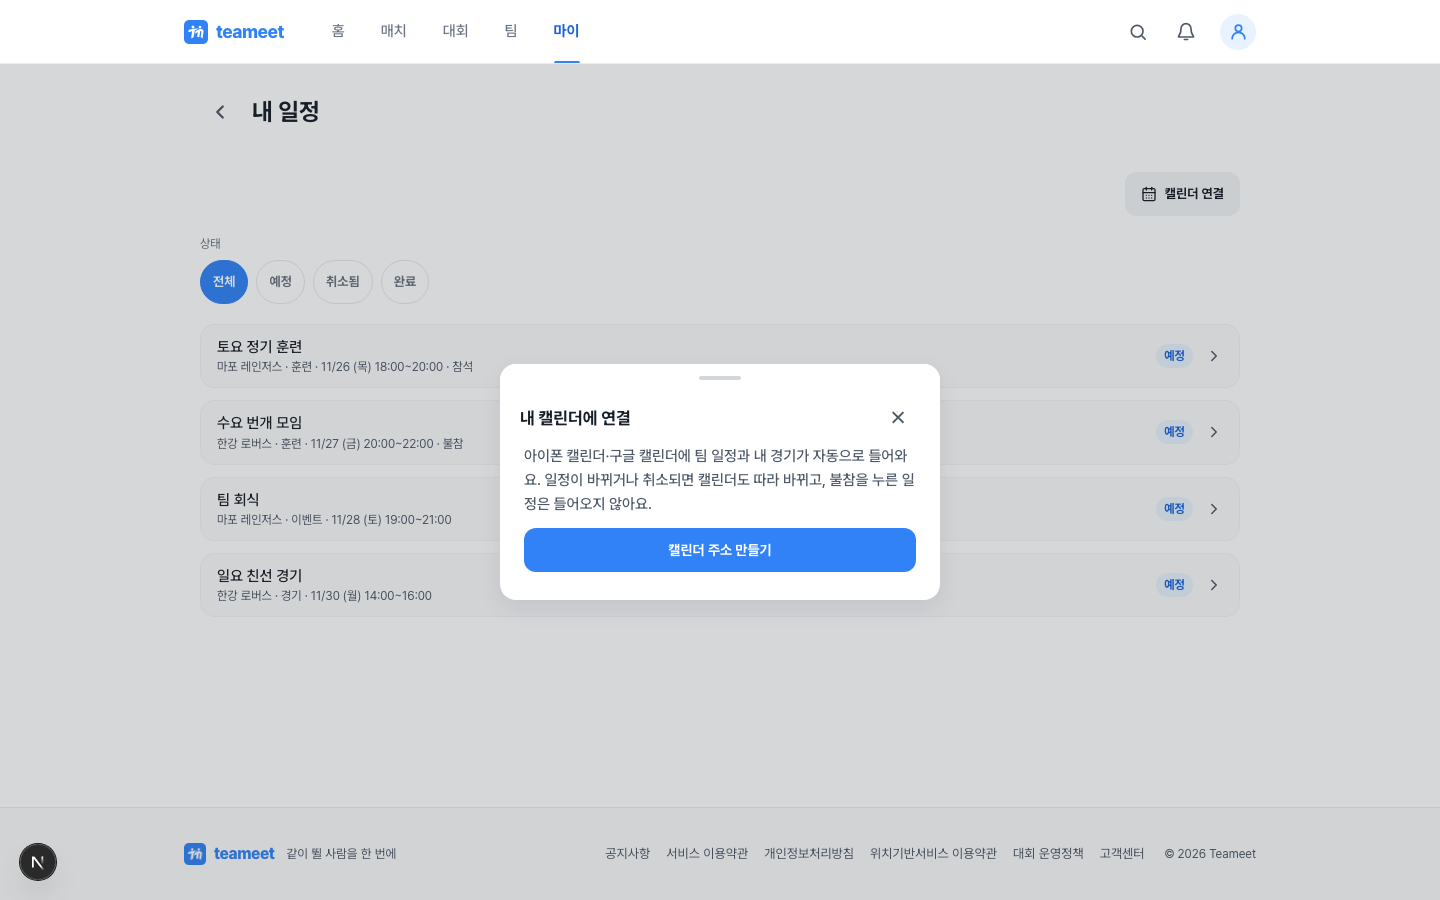 teameet
홈 매치 대회 팀 마이
내 일정
캘린더 연결
상태
전체 예정 취소됨 완료
토요 정기 훈련
마포 레인저스 · 훈련 · 11/26 (목) 18:00~20:00 · 참석
예정
수요 번개 모임
한강 로버스 · 훈련 · 11/27 (금) 20:00~22:00 · 불참
예정
팀 회식
마포 레인저스 · 이벤트 · 11/28 (토) 19:00~21:00
예정
일요 친선 경기
한강 로버스 · 경기 · 11/30 (월) 14:00~16:00
예정
내 캘린더에 연결
아이폰 캘린더·구글 캘린더에 팀 일정과 내 경기가 자동으로 들어와
요. 일정이 바뀌거나 취소되면 캘린더도 따라 바뀌고, 불참을 누른 일
정은 들어오지 않아요.
캘린더 주소 만들기
N
teameet 같이 뛸 사람을 한 번에
공지사항 서비스 이용약관 개인정보처리방침 위치기반서비스 이용약관 대회 운영정책 고객센터 © 2026 Teameet